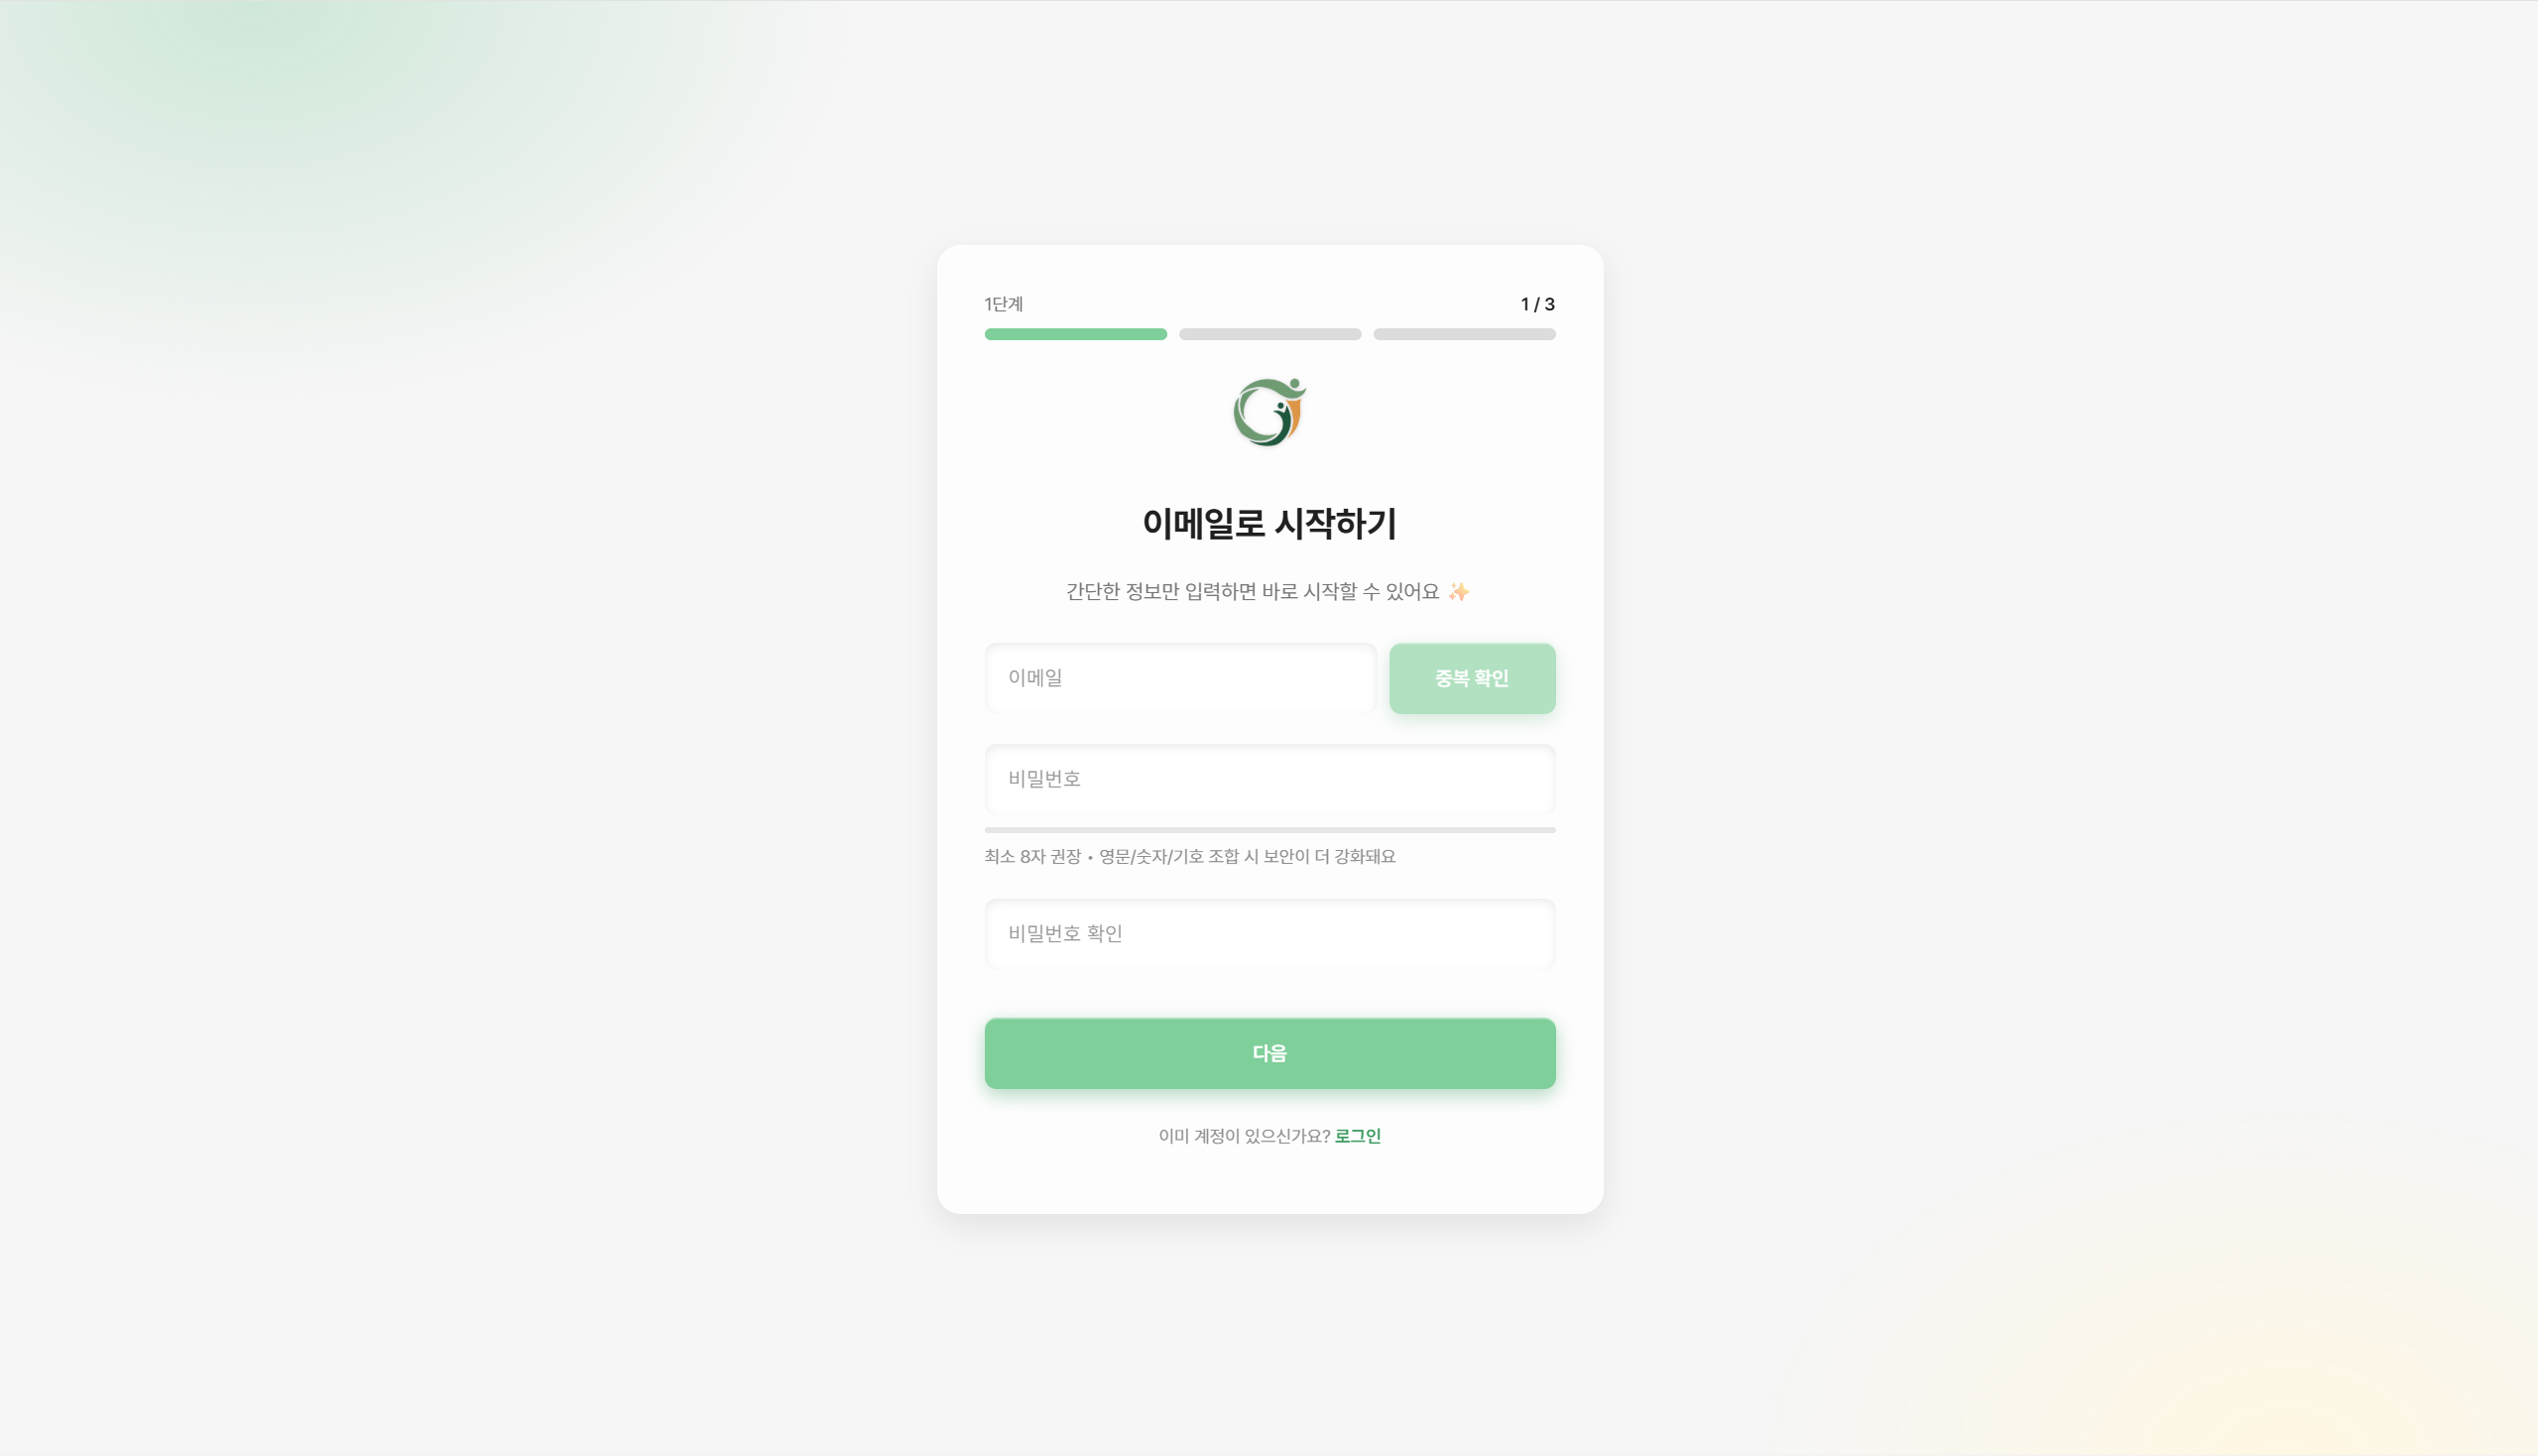 1단계 1 / 3
이메일로 시작하기
간단한 정보만 입력하면 바로 시작할 수 있어요 ✨
이메일 중복 확인
비밀번호
최소 8자 권장 • 영문/숫자/기호 조합 시 보안이 더 강화돼요
비밀번호 확인
다음
이미 계정이 있으신가요? 로그인